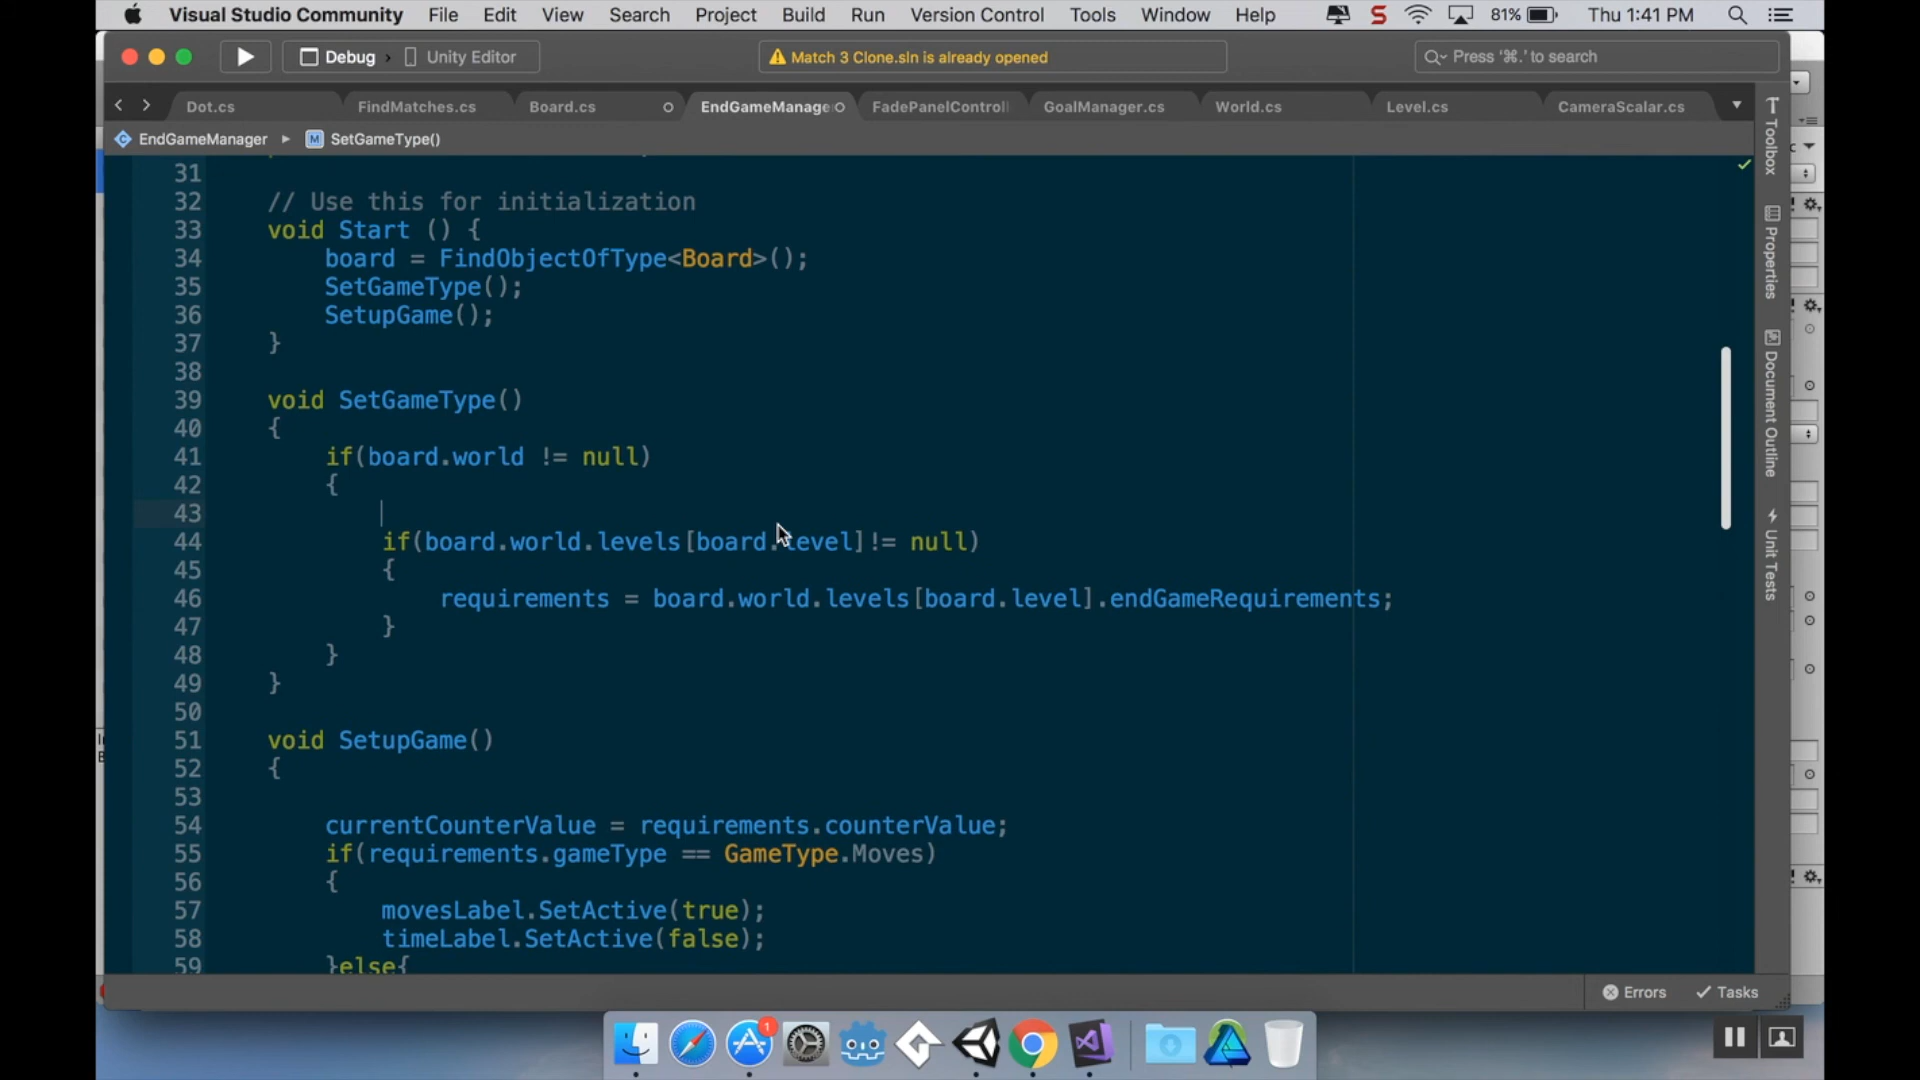 Visual Studio Community File Edit View Search Project Build Run Version Control Tools Window Help S 81% Thu 1:41 PM
Debug › Unity Editor
Match 3 Clone.sln is already opened
Press '⌘.' to search
Dot.cs FindMatches.cs Board.cs EndGameManage FadePanelControll GoalManager.cs World.cs Level.cs CameraScalar.cs
EndGameManager ▸ M SetGameType()
31
32 // Use this for initialization
33 void Start () {
34 board = FindObjectOfType<Board>();
35 SetGameType();
36 SetupGame();
37 }
38
39 void SetGameType()
40 {
41 if(board.world != null)
42 {
43
44 if(board.world.levels[board.level]!= null)
45 {
46 requirements = board.world.levels[board.level].endGameRequirements;
47 }
48 }
49 }
50
51 void SetupGame()
52 {
53
54 currentCounterValue = requirements.counterValue;
55 if(requirements.gameType == GameType.Moves)
56 {
57 movesLabel.SetActive(true);
58 timeLabel.SetActive(false);
59 }else{
Toolbox
Properties
Document Outline
Unit Tests
Errors Tasks
1